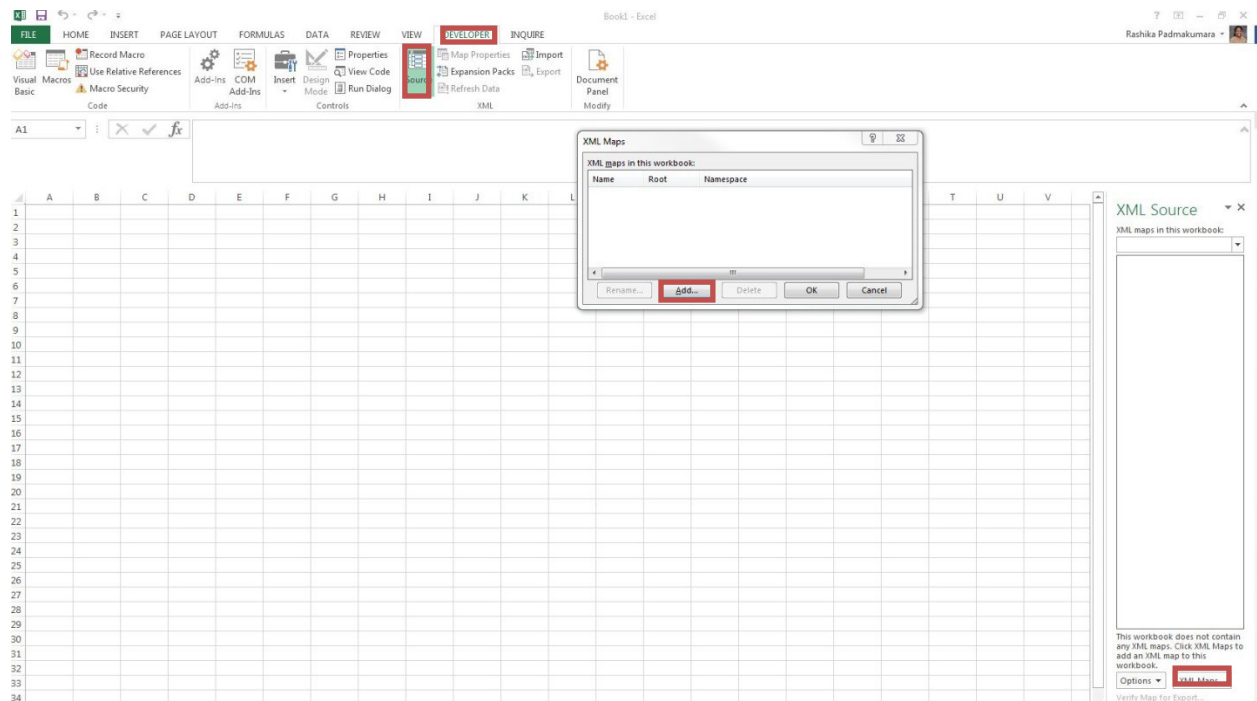 Book1 - Excel
FILE HOME INSERT PAGE LAYOUT FORMULAS DATA REVIEW VIEW DEVELOPER INQUIRE
Rashika Padmakumara
Visual Basic
Macros
Record Macro
Use Relative References
Macro Security
Code
Add-Ins
COM Add-Ins
Add-Ins
Insert
Design Mode
Properties
View Code
Run Dialog
Controls
Source
Map Properties
Expansion Packs
Refresh Data
Import
Export
XML
Document Panel
Modify
A1
fx
XML Maps
XML maps in this workbook:
Name Root Namespace
Rename... Add... Delete OK Cancel
A B C D E F G H I J K L T U V
1
2
3
4
5
6
7
8
9
10
11
12
13
14
15
16
17
18
19
20
21
22
23
24
25
26
27
28
29
30
31
32
33
34
XML Source
XML maps in this workbook:
This workbook does not contain
any XML maps. Click XML Maps to
add an XML map to this
workbook.
Options XML Maps...
Verify Map for Export...